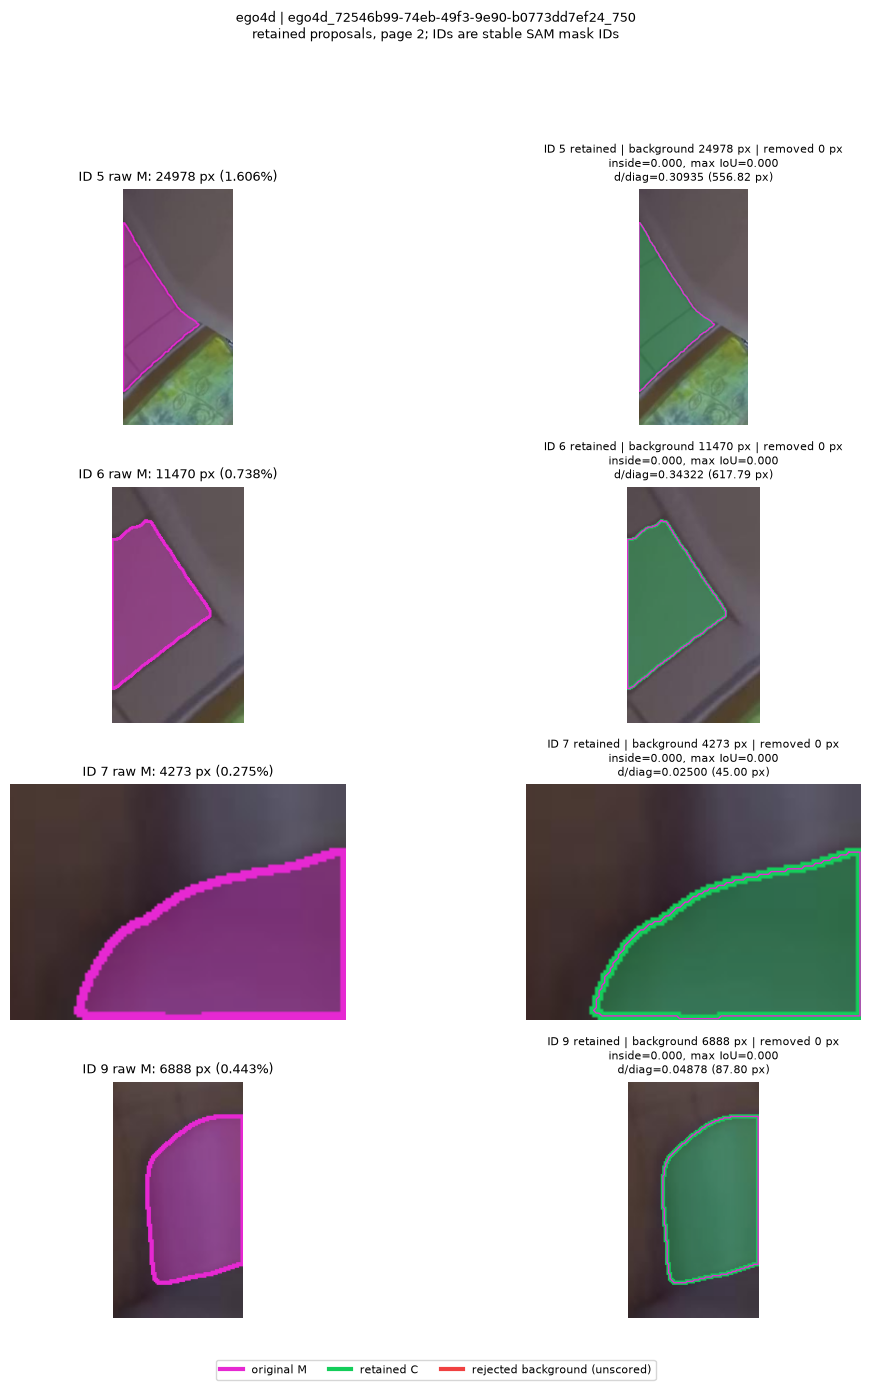 ego4d | ego4d_72546b99-74eb-49f3-9e90-b0773dd7ef24_750
retained proposals, page 2; IDs are stable SAM mask IDs
ID 5 raw M: 24978 px (1.606%)
ID 5 retained | background 24978 px | removed 0 px
inside=0.000, max IoU=0.000
d/diag=0.30935 (556.82 px)
ID 6 raw M: 11470 px (0.738%)
ID 6 retained | background 11470 px | removed 0 px
inside=0.000, max IoU=0.000
d/diag=0.34322 (617.79 px)
ID 7 raw M: 4273 px (0.275%)
ID 7 retained | background 4273 px | removed 0 px
inside=0.000, max IoU=0.000
d/diag=0.02500 (45.00 px)
ID 9 raw M: 6888 px (0.443%)
ID 9 retained | background 6888 px | removed 0 px
inside=0.000, max IoU=0.000
d/diag=0.04878 (87.80 px)
original M
retained C
rejected background (unscored)